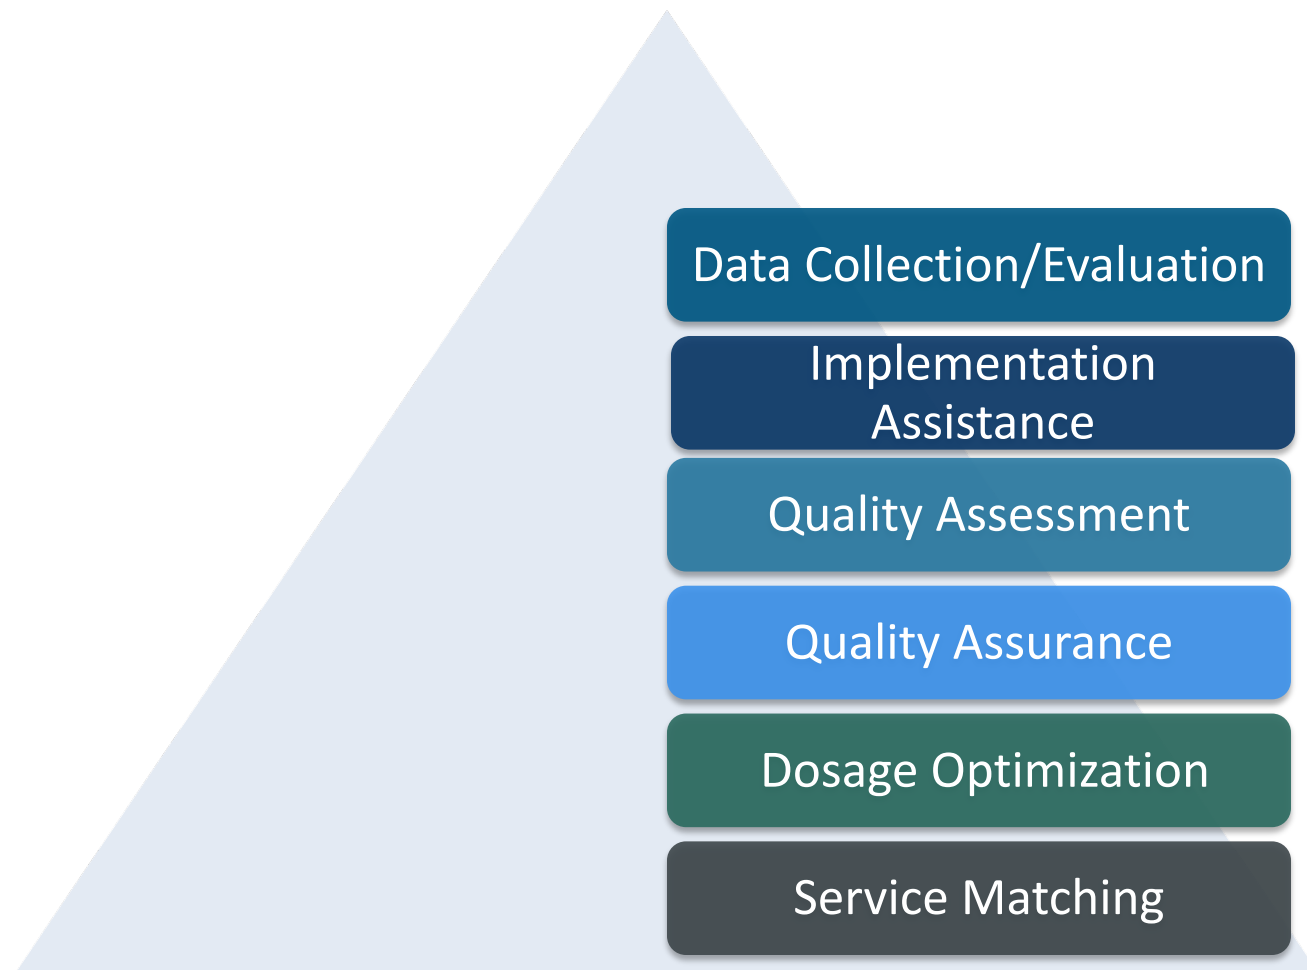 Data Collection/Evaluation
Implementation
Assistance
Quality Assessment
Quality Assurance
Dosage Optimization
Service Matching